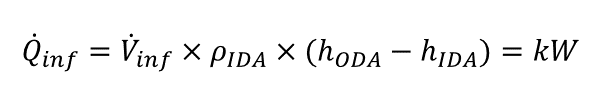 Q̇_inf = V̇_inf × ρ_IDA × (h_ODA − h_IDA) = kW